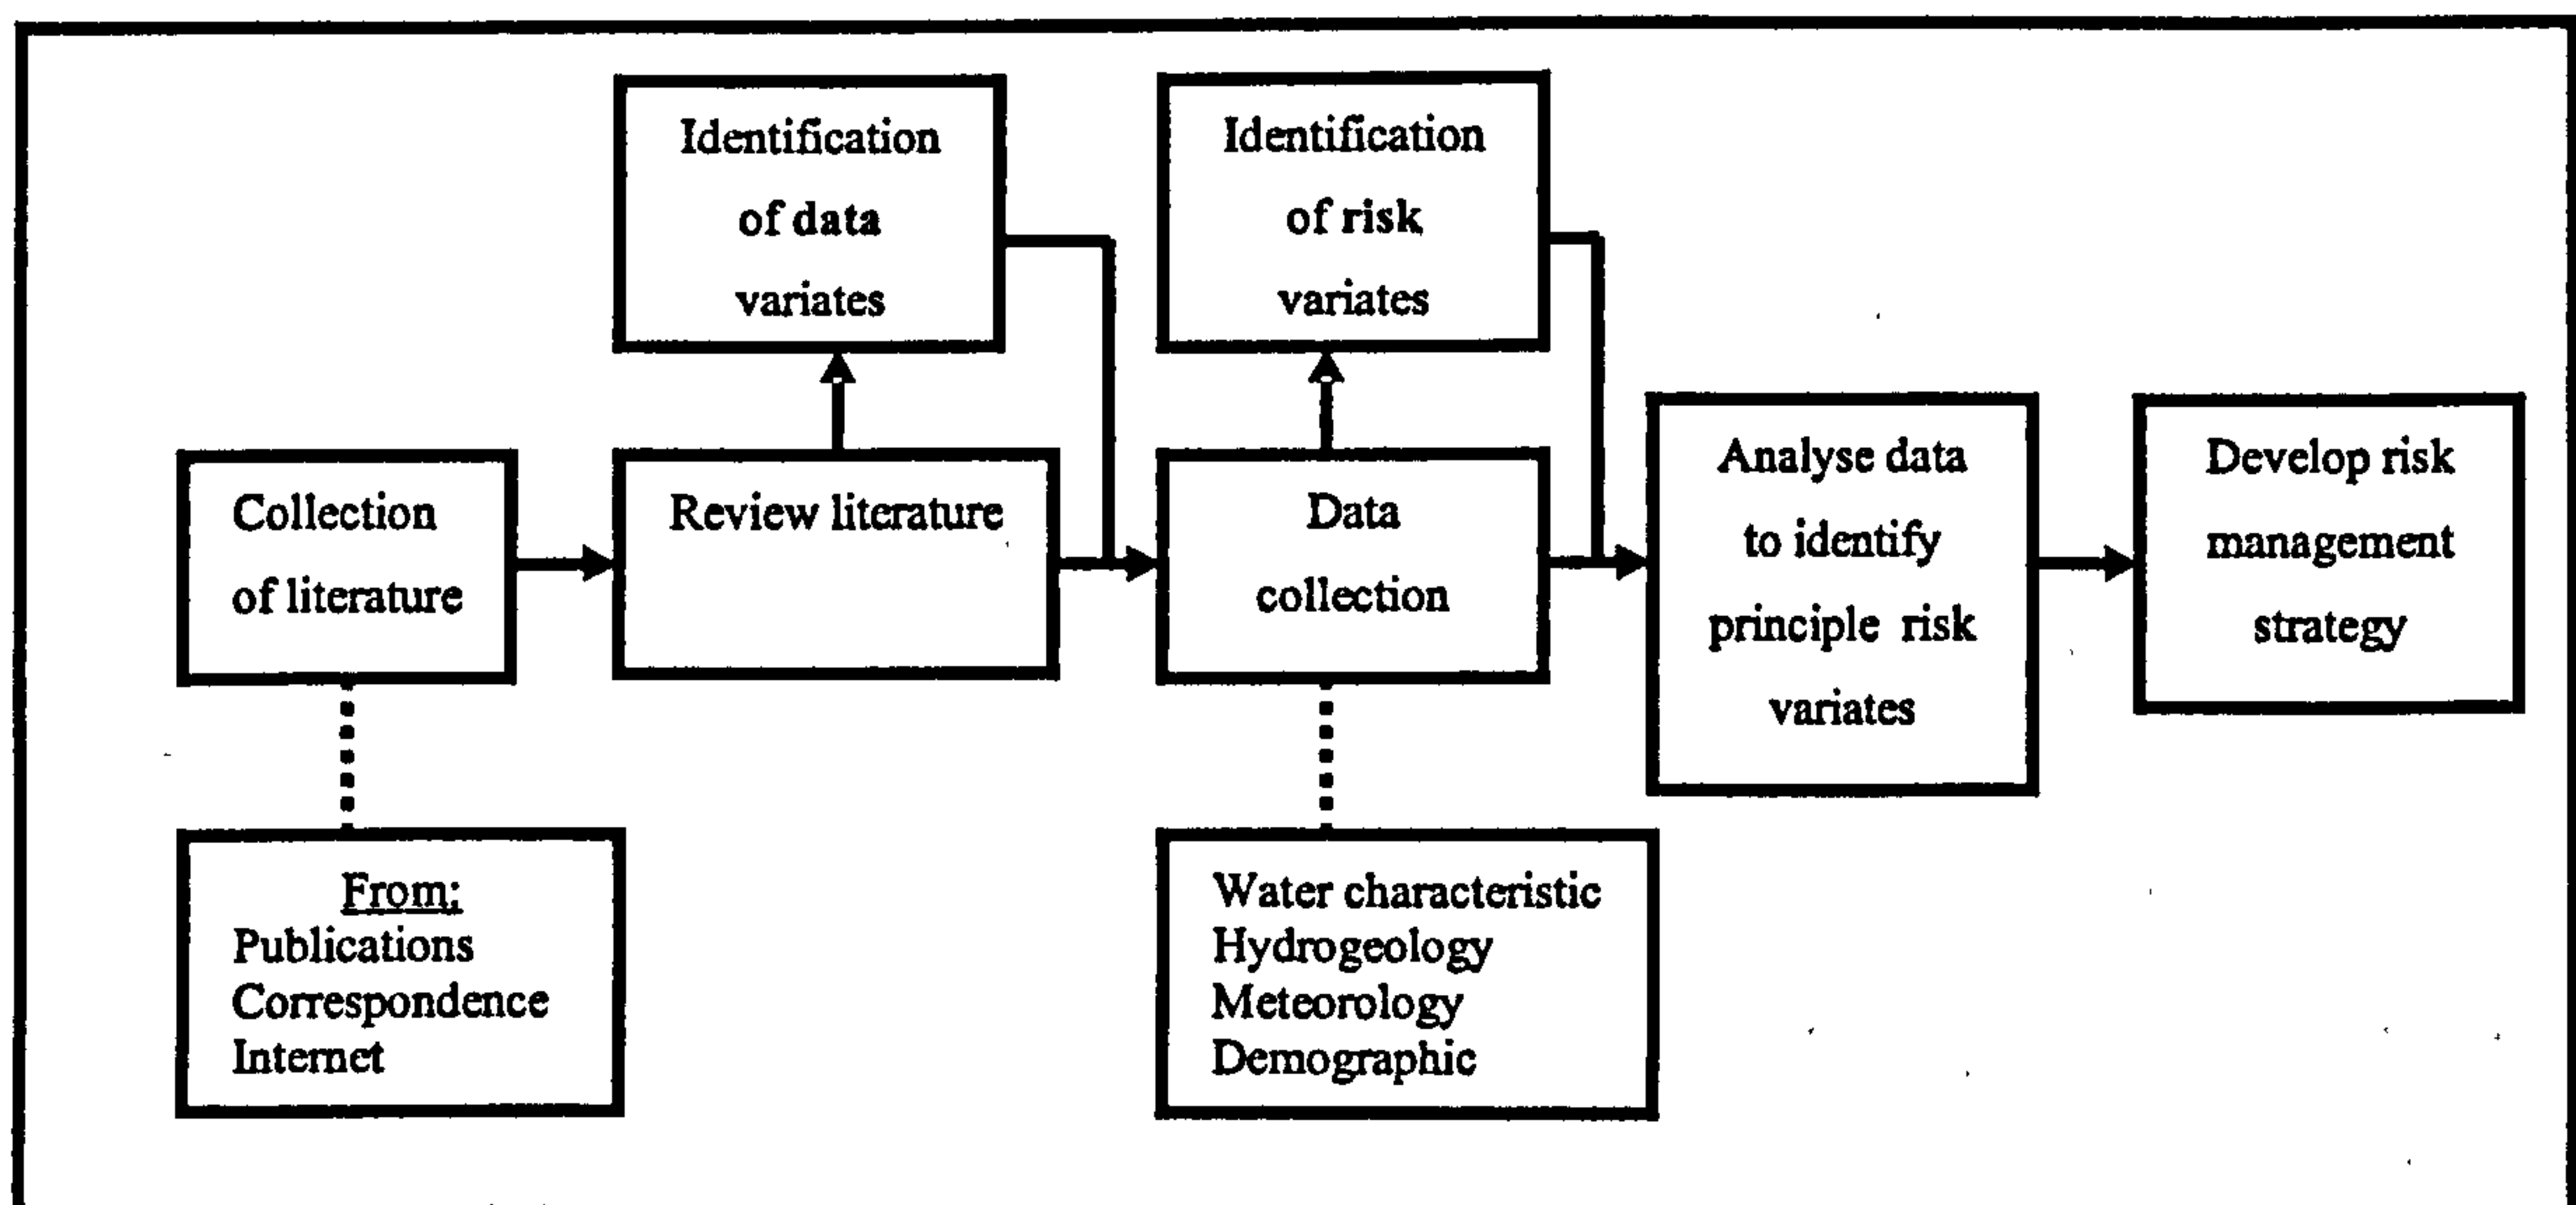 Identification
of data
variates
Identification
of risk
variates
Collection
of literature
Review literature
Data
collection
Analyse data
to identify
principle risk
variates
Develop risk
management
strategy
From:
Publications
Correspondence
Internet
Water characteristic
Hydrogeology
Meteorology
Demographic